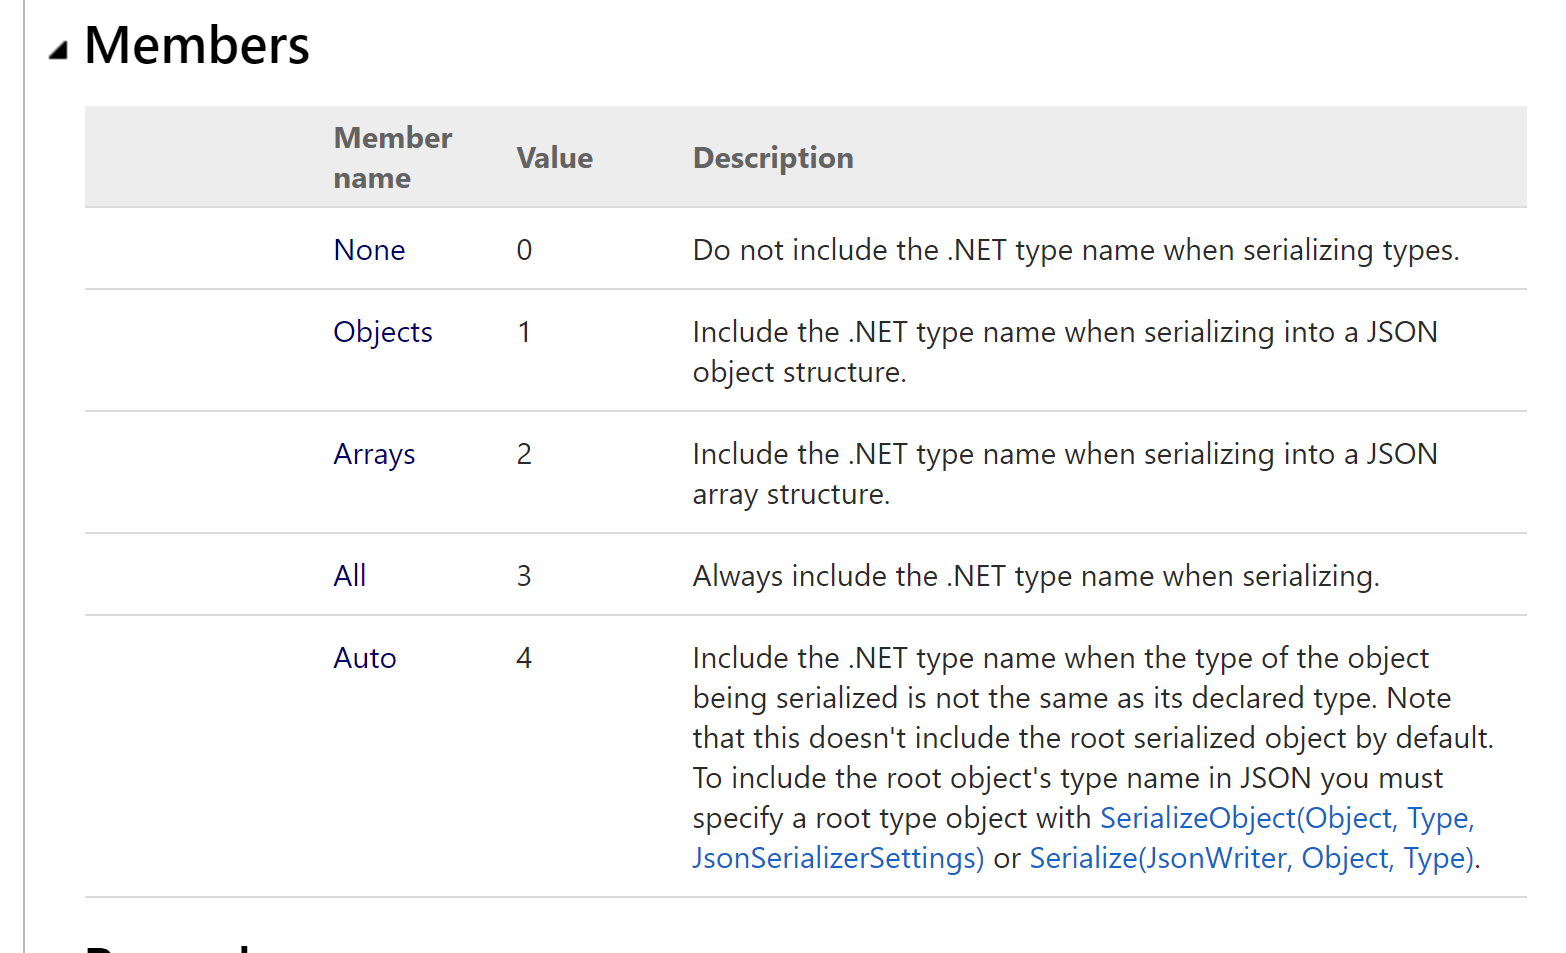 Members
Member
name
Value
Description
None
0
Do not include the .NET type name when serializing types.
Objects
1
Include the .NET type name when serializing into a JSON
object structure.
Arrays
2
Include the .NET type name when serializing into a JSON
array structure.
All
3
Always include the .NET type name when serializing.
Auto
4
Include the .NET type name when the type of the object
being serialized is not the same as its declared type. Note
that this doesn't include the root serialized object by default.
To include the root object's type name in JSON you must
specify a root type object with SerializeObject(Object, Type,
JsonSerializerSettings) or Serialize(JsonWriter, Object, Type).